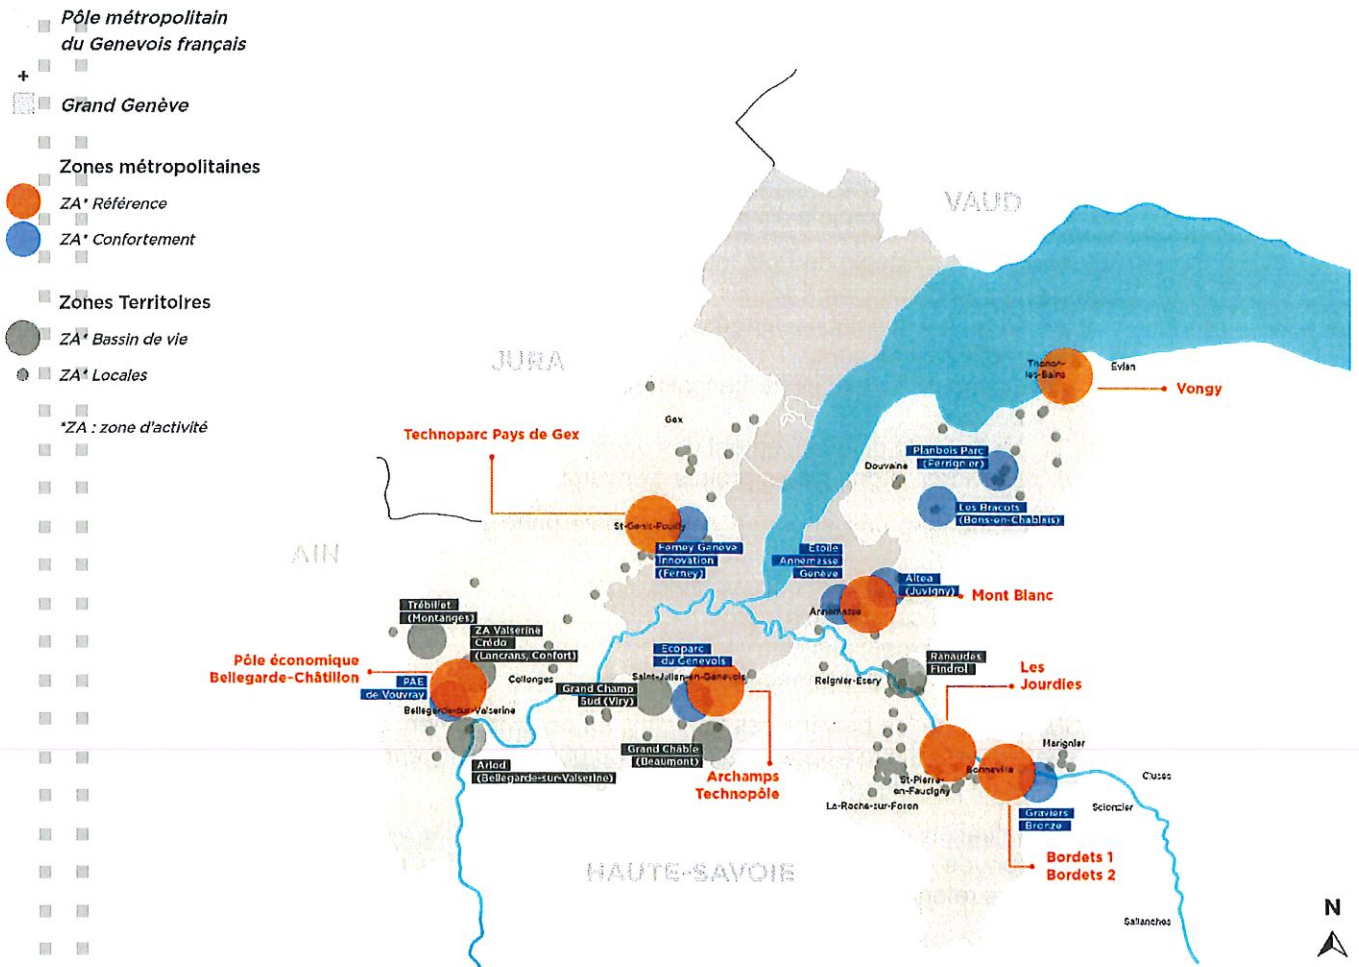 Pôle métropolitain
du Genevois français
+
Grand Genève
Zones métropolitaines
ZA* Référence
ZA* Confortement
Zones Territoires
ZA* Bassin de vie
ZA* Locales
*ZA : zone d'activité
VAUD
JURA
AIN
HAUTE-SAVOIE
Thonon-
les-Bains
Evian
Vongy
Gex
Technoparc Pays de Gex
Douvaine
Planbois Parc
(Perrignier)
Les Bracots
(Bons-en-Chablais)
St-Genis-Pouilly
Ferney Genève
Innovation
(Ferney)
Etoile
Annemasse
Genève
Altea
(Juvigny)
Annemasse
Mont Blanc
Trébillet
(Montanges)
ZA Valserine
Crédo
(Lancrans, Confort)
Pôle économique
Bellegarde-Châtillon
PAE
de Vouvray
Collonges
Bellegarde-sur-Valserine
Arlod
(Bellegarde-sur-Valserine)
Ecoparc
du Genevois
Saint-Julien-en-Genevois
Grand Champ
Sud (Viry)
Grand Châble
(Beaumont)
Archamps
Technopôle
Reignier-Esery
Ranaudes
Findrol
Les
Jourdies
Bonneville
Marignier
St-Pierre-
en-Faucigny
La-Roche-sur-Foron
Cluses
Scionzier
Graviers
Bronze
Bordets 1
Bordets 2
Sallanches
N